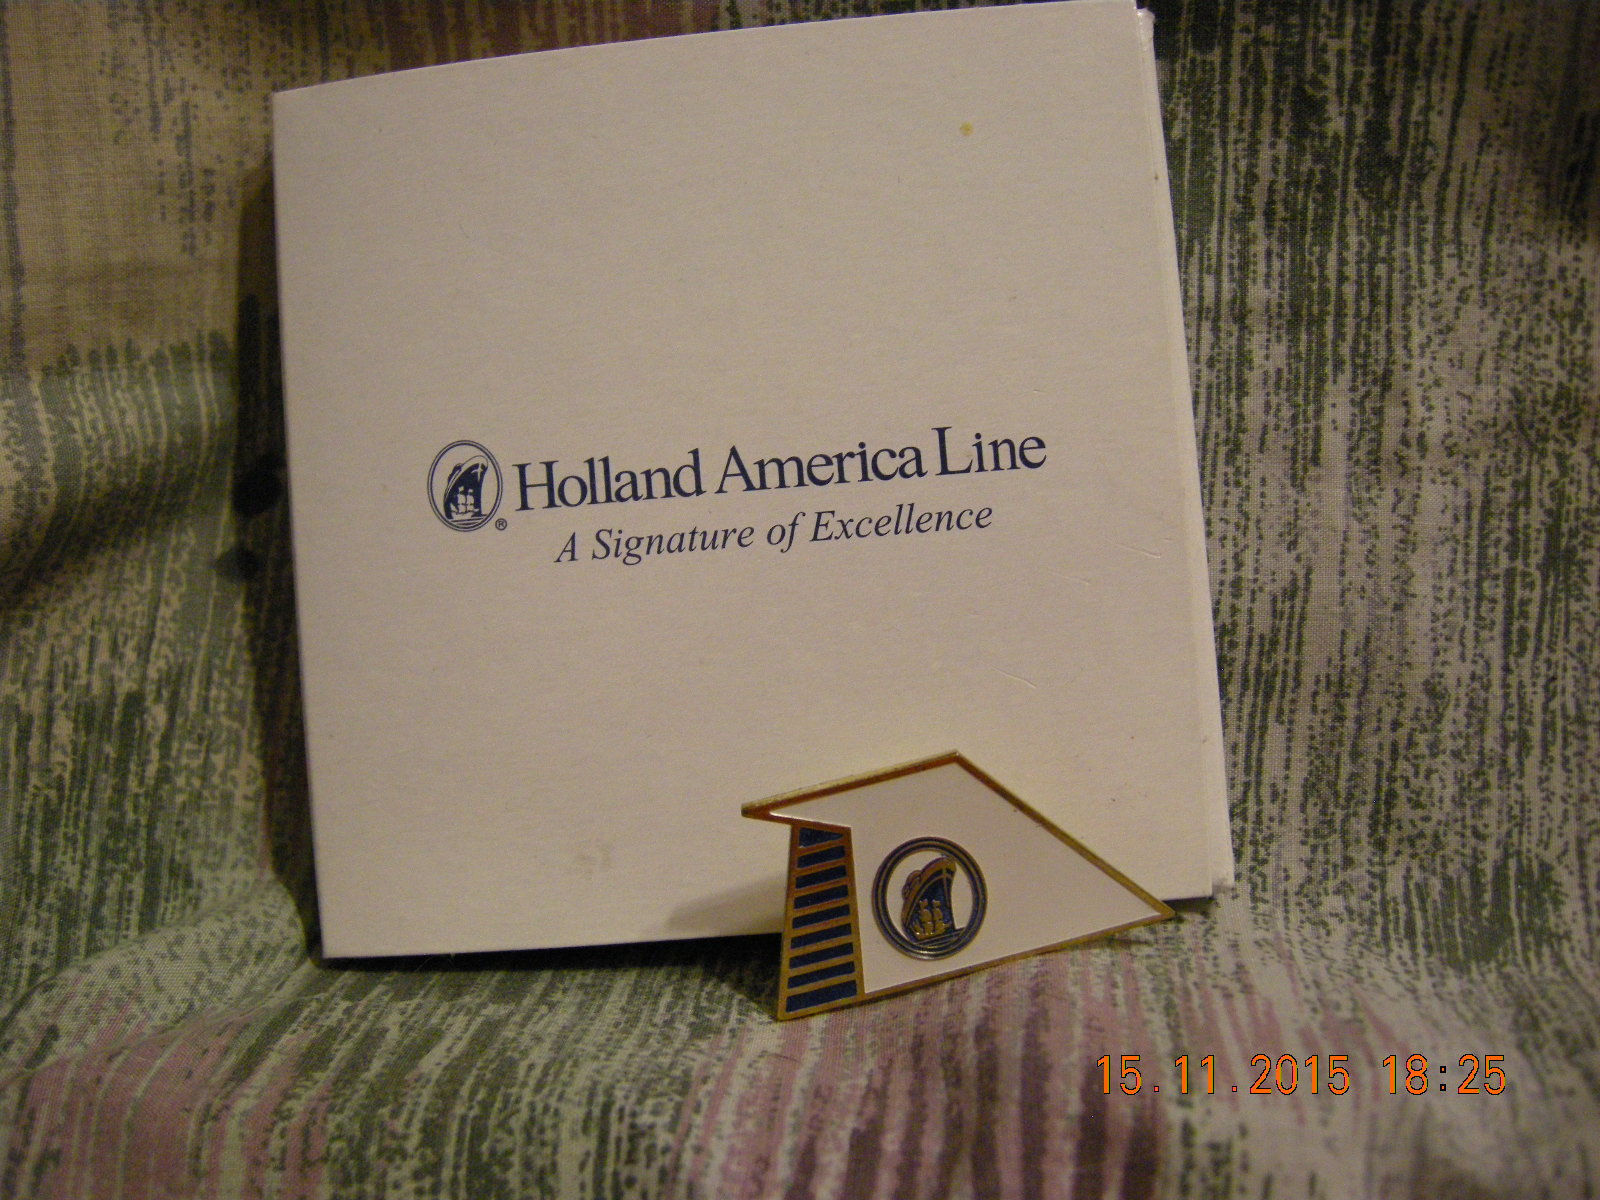 Holland America Line
®
A Signature of Excellence
15.11.2015 18:25